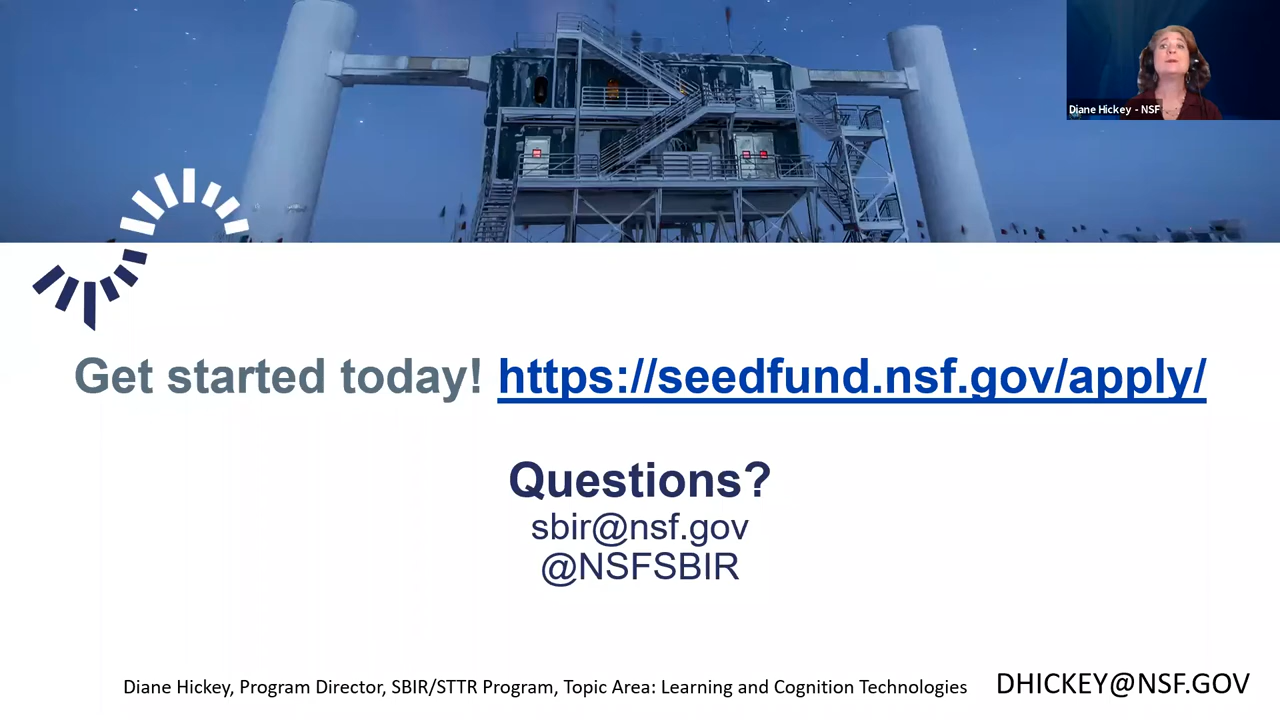 Diane Hickey - NSF
Get started today! https://seedfund.nsf.gov/apply/
Questions?
sbir@nsf.gov
@NSFSBIR
Diane Hickey, Program Director, SBIR/STTR Program, Topic Area: Learning and Cognition Technologies
DHICKEY@NSF.GOV